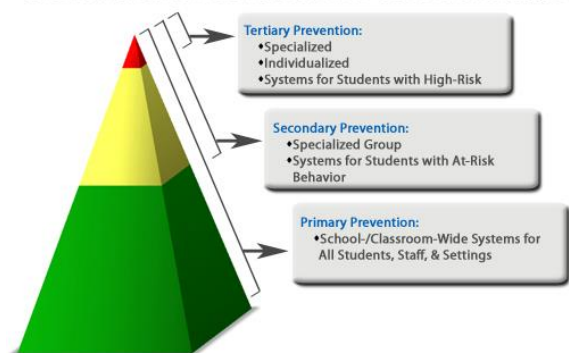 Tertiary Prevention:
♦Specialized
♦Individualized
♦Systems for Students with High-Risk
Secondary Prevention:
♦Specialized Group
♦Systems for Students with At-Risk
Behavior
Primary Prevention:
♦School-/Classroom-Wide Systems for
All Students, Staff, & Settings